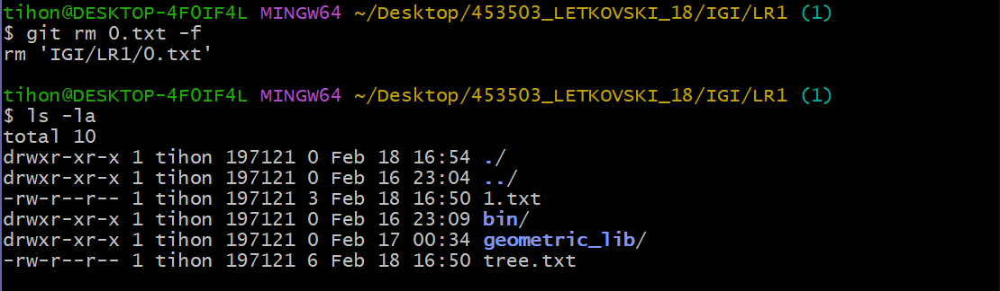 tihon@DESKTOP-4F0IF4L MINGW64 ~/Desktop/453503_LETKOVSKI_18/IGI/LR1 (1)
$ git rm 0.txt -f
rm 'IGI/LR1/0.txt'
tihon@DESKTOP-4F0IF4L MINGW64 ~/Desktop/453503_LETKOVSKI_18/IGI/LR1 (1)
$ ls -la
total 10
drwxr-xr-x 1 tihon 197121 0 Feb 18 16:54 ./
drwxr-xr-x 1 tihon 197121 0 Feb 16 23:04 ../
-rw-r--r-- 1 tihon 197121 3 Feb 18 16:50 1.txt
drwxr-xr-x 1 tihon 197121 0 Feb 16 23:09 bin/
drwxr-xr-x 1 tihon 197121 0 Feb 17 00:34 geometric_lib/
-rw-r--r-- 1 tihon 197121 6 Feb 18 16:50 tree.txt